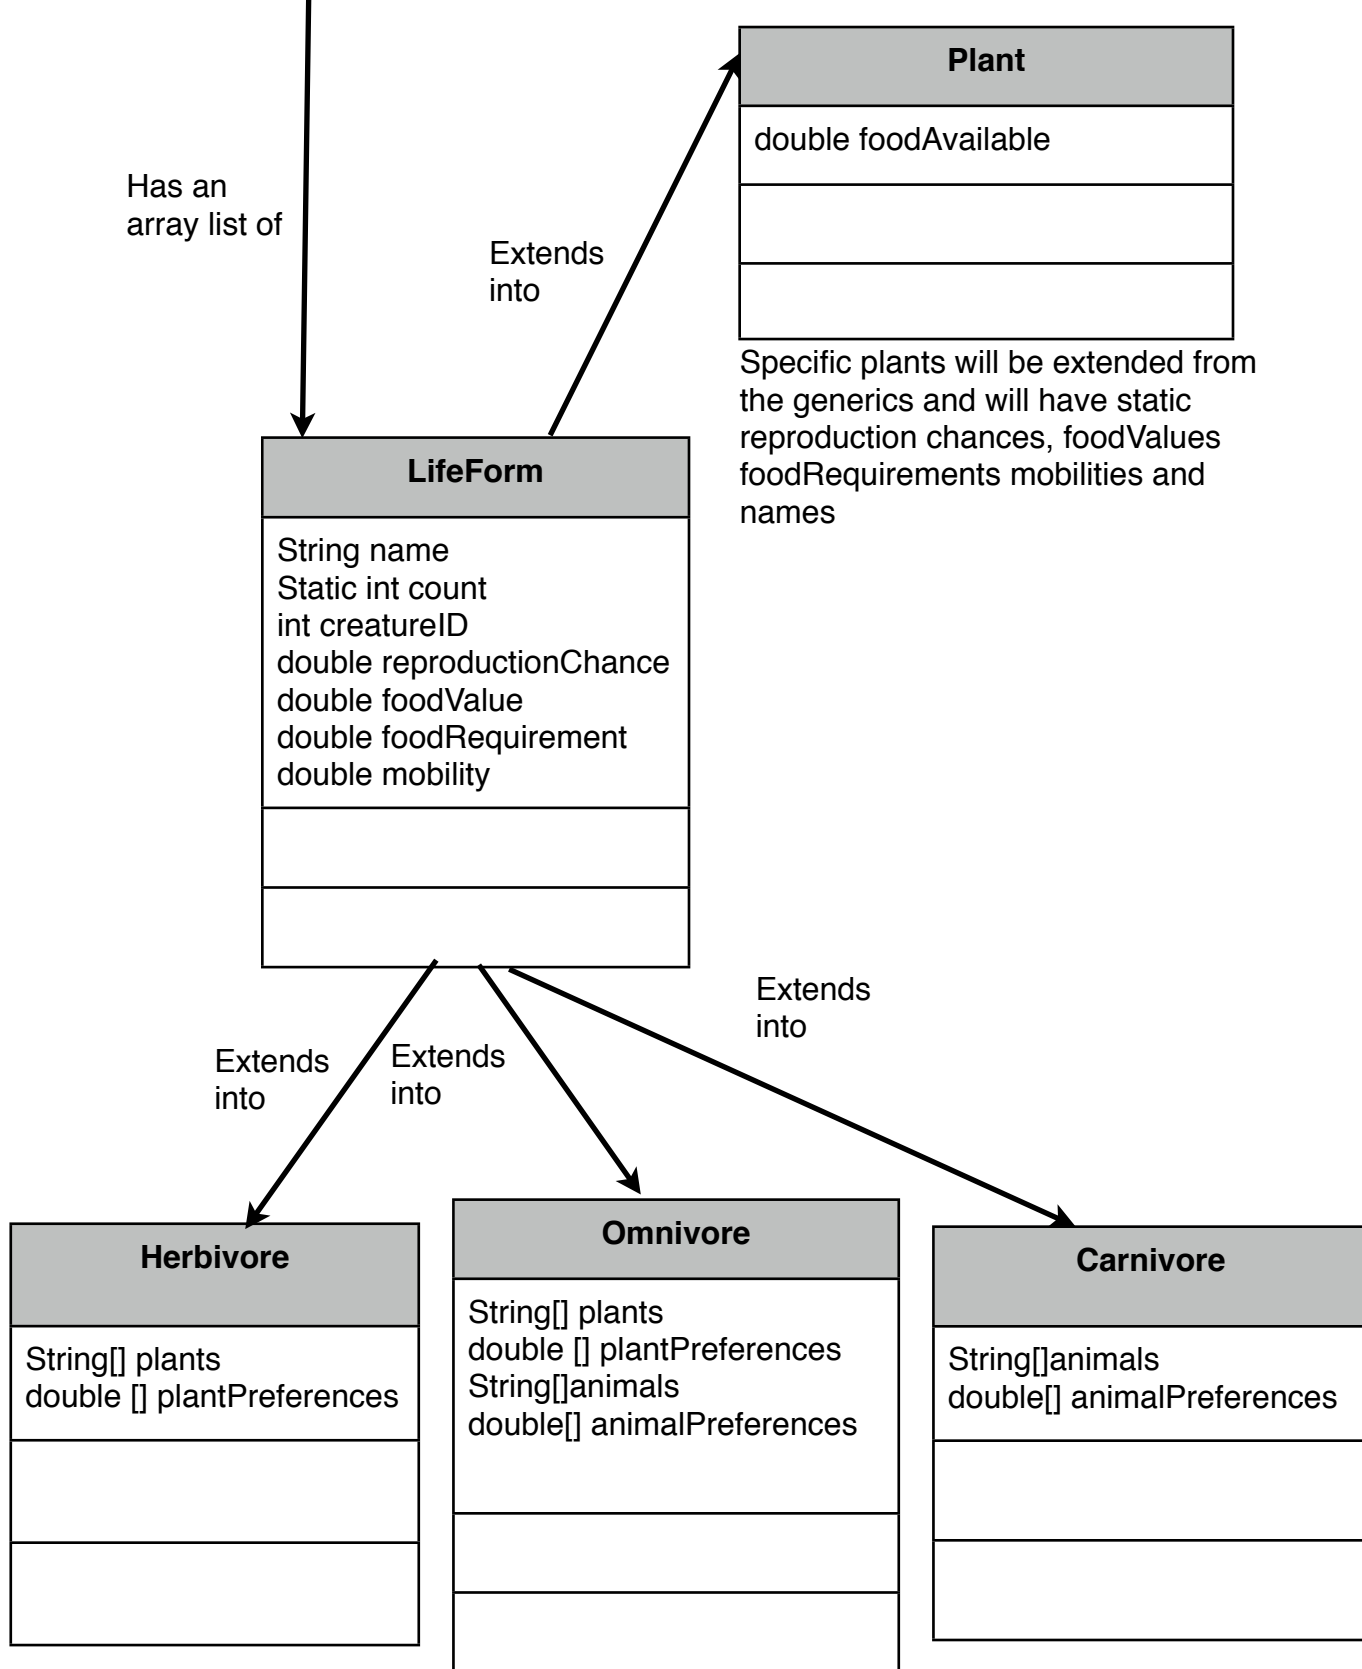 Plant
double foodAvailable
Has an
array list of
Extends
into
Specific plants will be extended from
the generics and will have static
reproduction chances, foodValues
foodRequirements mobilities and
names
LifeForm
String name
Static int count
int creatureID
double reproductionChance
double foodValue
double foodRequirement
double mobility
Extends
into
Extends
into
Extends
into
Herbivore
String[] plants
double [] plantPreferences
Omnivore
String[] plants
double [] plantPreferences
String[]animals
double[] animalPreferences
Carnivore
String[]animals
double[] animalPreferences